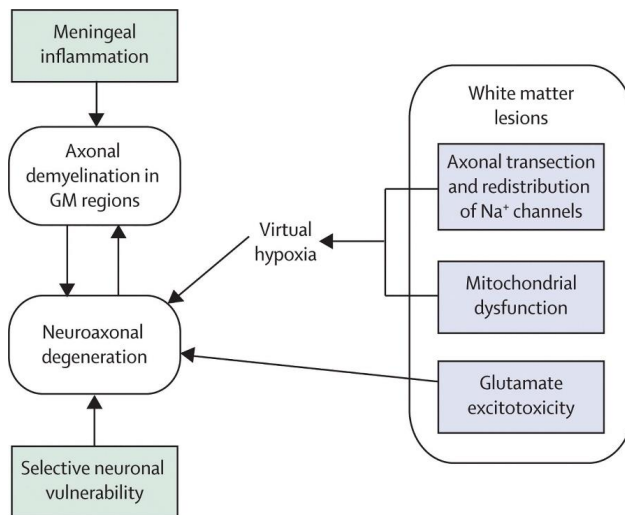 Meningeal
inflammation
Axonal
demyelination in
GM regions
Neuroaxonal
degeneration
Selective neuronal
vulnerability
Virtual
hypoxia
White matter
lesions
Axonal transection
and redistribution
of Na⁺ channels
Mitochondrial
dysfunction
Glutamate
excitotoxicity